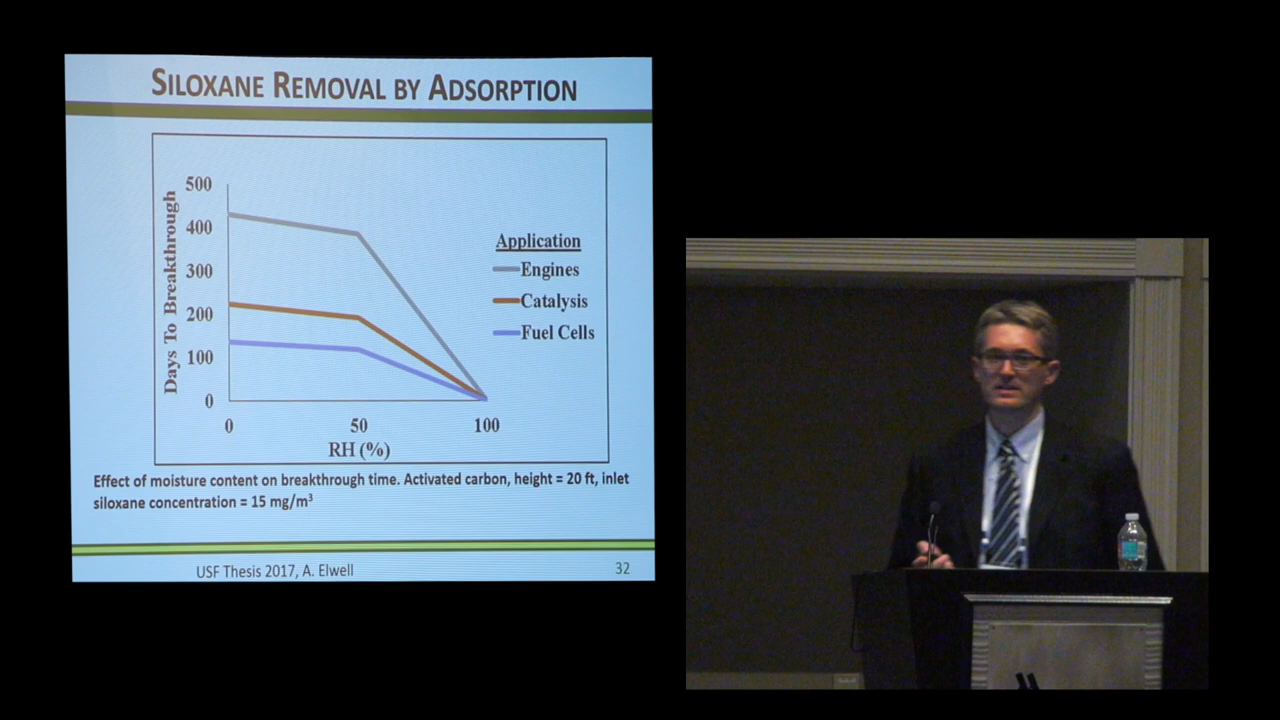 SILOXANE REMOVAL BY ADSORPTION
500
400
300
200
100
0
Days To Breakthrough
0 50 100
RH (%)
Application
Engines
Catalysis
Fuel Cells
Effect of moisture content on breakthrough time. Activated carbon, height = 20 ft, inlet
siloxane concentration = 15 mg/m³
USF Thesis 2017, A. Elwell 32